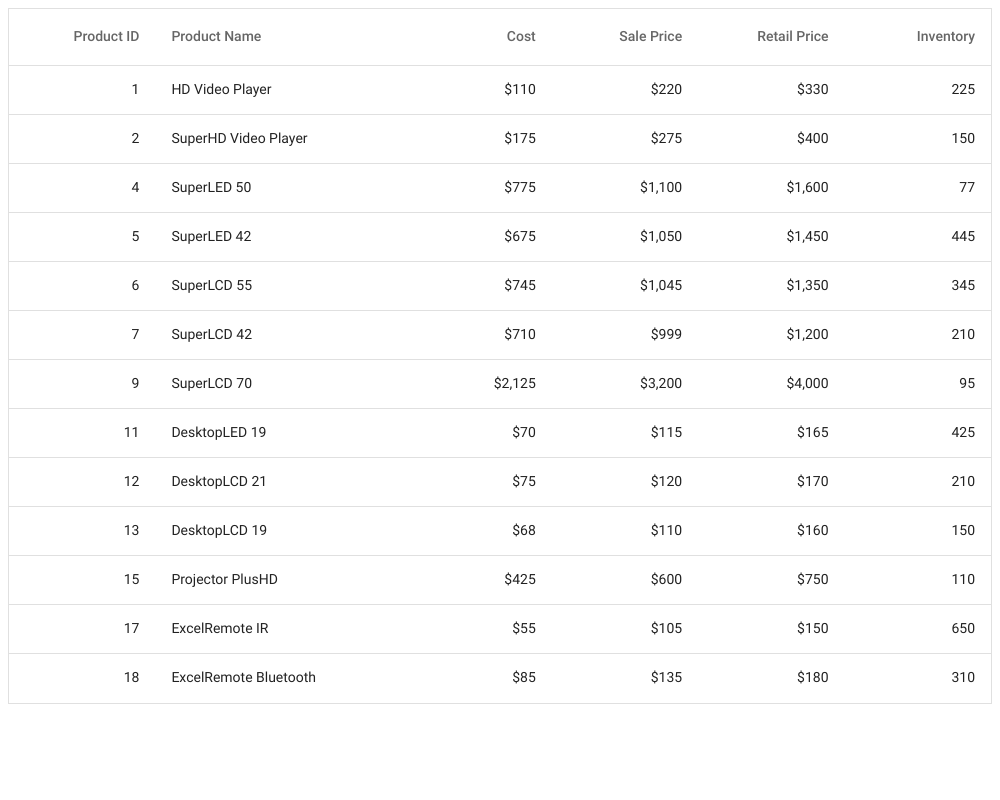 Product ID Product Name Cost Sale Price Retail Price Inventory
1 HD Video Player $110 $220 $330 225
2 SuperHD Video Player $175 $275 $400 150
4 SuperLED 50 $775 $1,100 $1,600 77
5 SuperLED 42 $675 $1,050 $1,450 445
6 SuperLCD 55 $745 $1,045 $1,350 345
7 SuperLCD 42 $710 $999 $1,200 210
9 SuperLCD 70 $2,125 $3,200 $4,000 95
11 DesktopLED 19 $70 $115 $165 425
12 DesktopLCD 21 $75 $120 $170 210
13 DesktopLCD 19 $68 $110 $160 150
15 Projector PlusHD $425 $600 $750 110
17 ExcelRemote IR $55 $105 $150 650
18 ExcelRemote Bluetooth $85 $135 $180 310